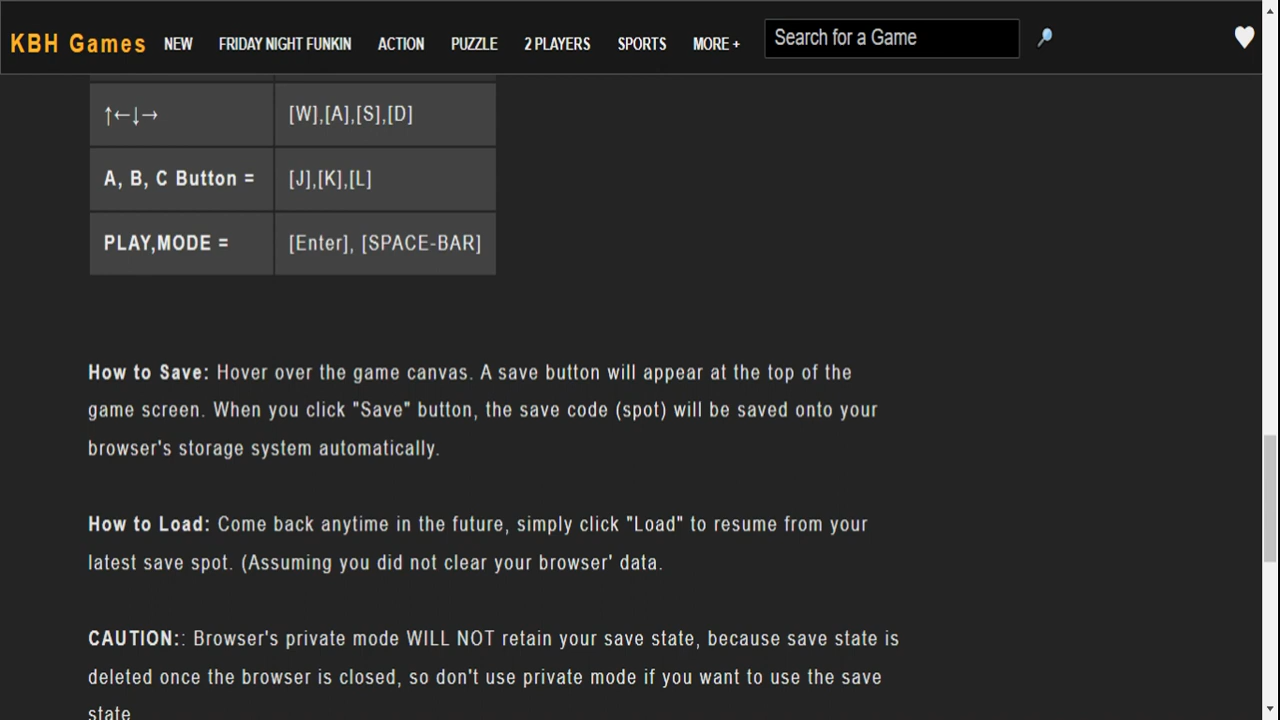 KBH Games NEW FRIDAY NIGHT FUNKIN ACTION PUZZLE 2 PLAYERS SPORTS MORE + Search for a Game
↑←↓→ [W],[A],[S],[D]
A, B, C Button = [J],[K],[L]
PLAY,MODE = [Enter], [SPACE-BAR]
How to Save: Hover over the game canvas. A save button will appear at the top of the
game screen. When you click "Save" button, the save code (spot) will be saved onto your
browser's storage system automatically.
How to Load: Come back anytime in the future, simply click "Load" to resume from your
latest save spot. (Assuming you did not clear your browser' data.
CAUTION:: Browser's private mode WILL NOT retain your save state, because save state is
deleted once the browser is closed, so don't use private mode if you want to use the save
state